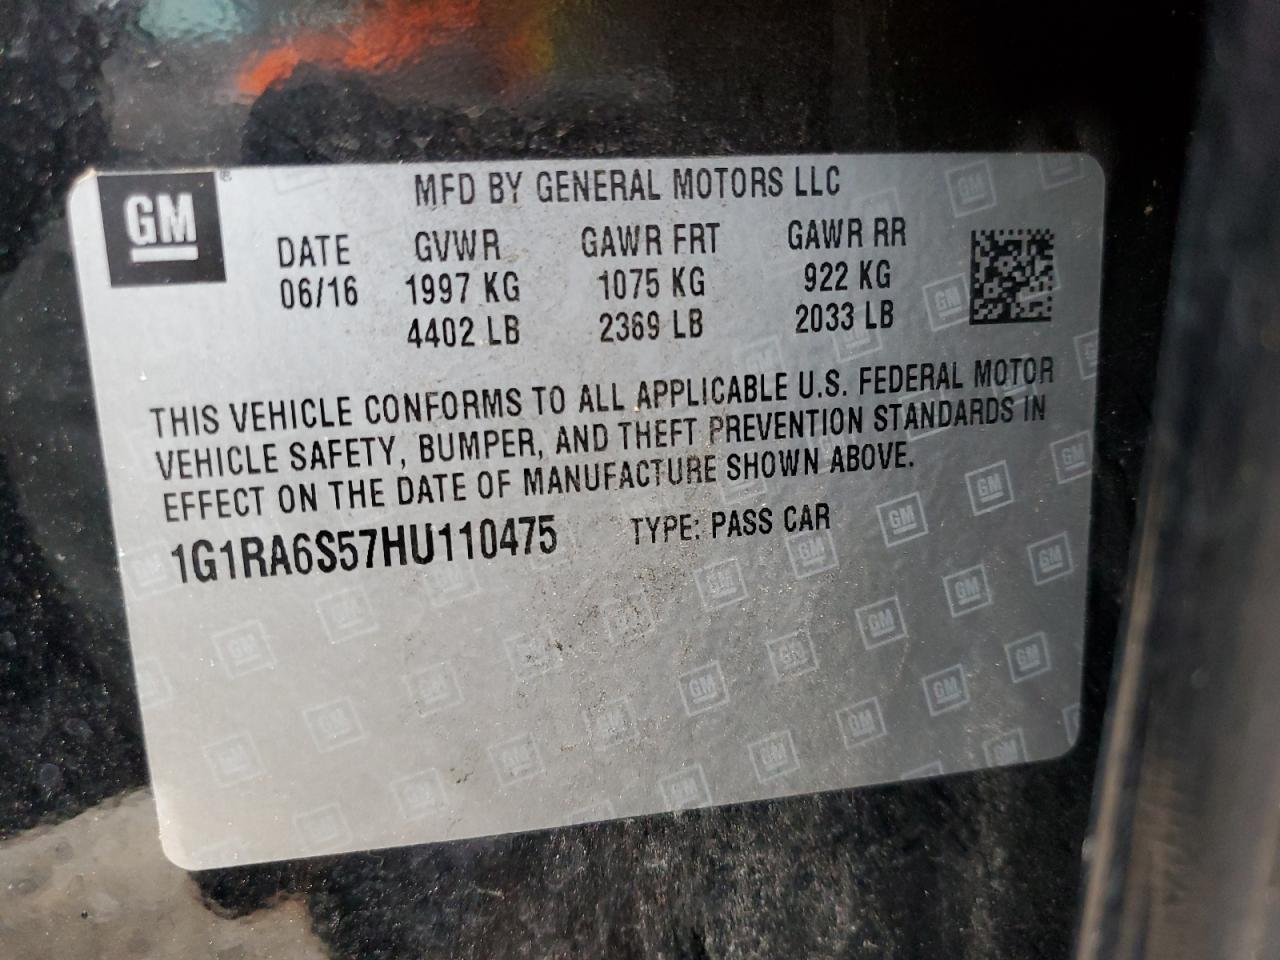 GM
MFD BY GENERAL MOTORS LLC
DATE GVWR GAWR FRT GAWR RR
06/16 1997 KG 1075 KG 922 KG
4402 LB 2369 LB 2033 LB
THIS VEHICLE CONFORMS TO ALL APPLICABLE U.S. FEDERAL MOTOR
VEHICLE SAFETY, BUMPER, AND THEFT PREVENTION STANDARDS IN
EFFECT ON THE DATE OF MANUFACTURE SHOWN ABOVE.
1G1RA6S57HU110475 TYPE: PASS CAR